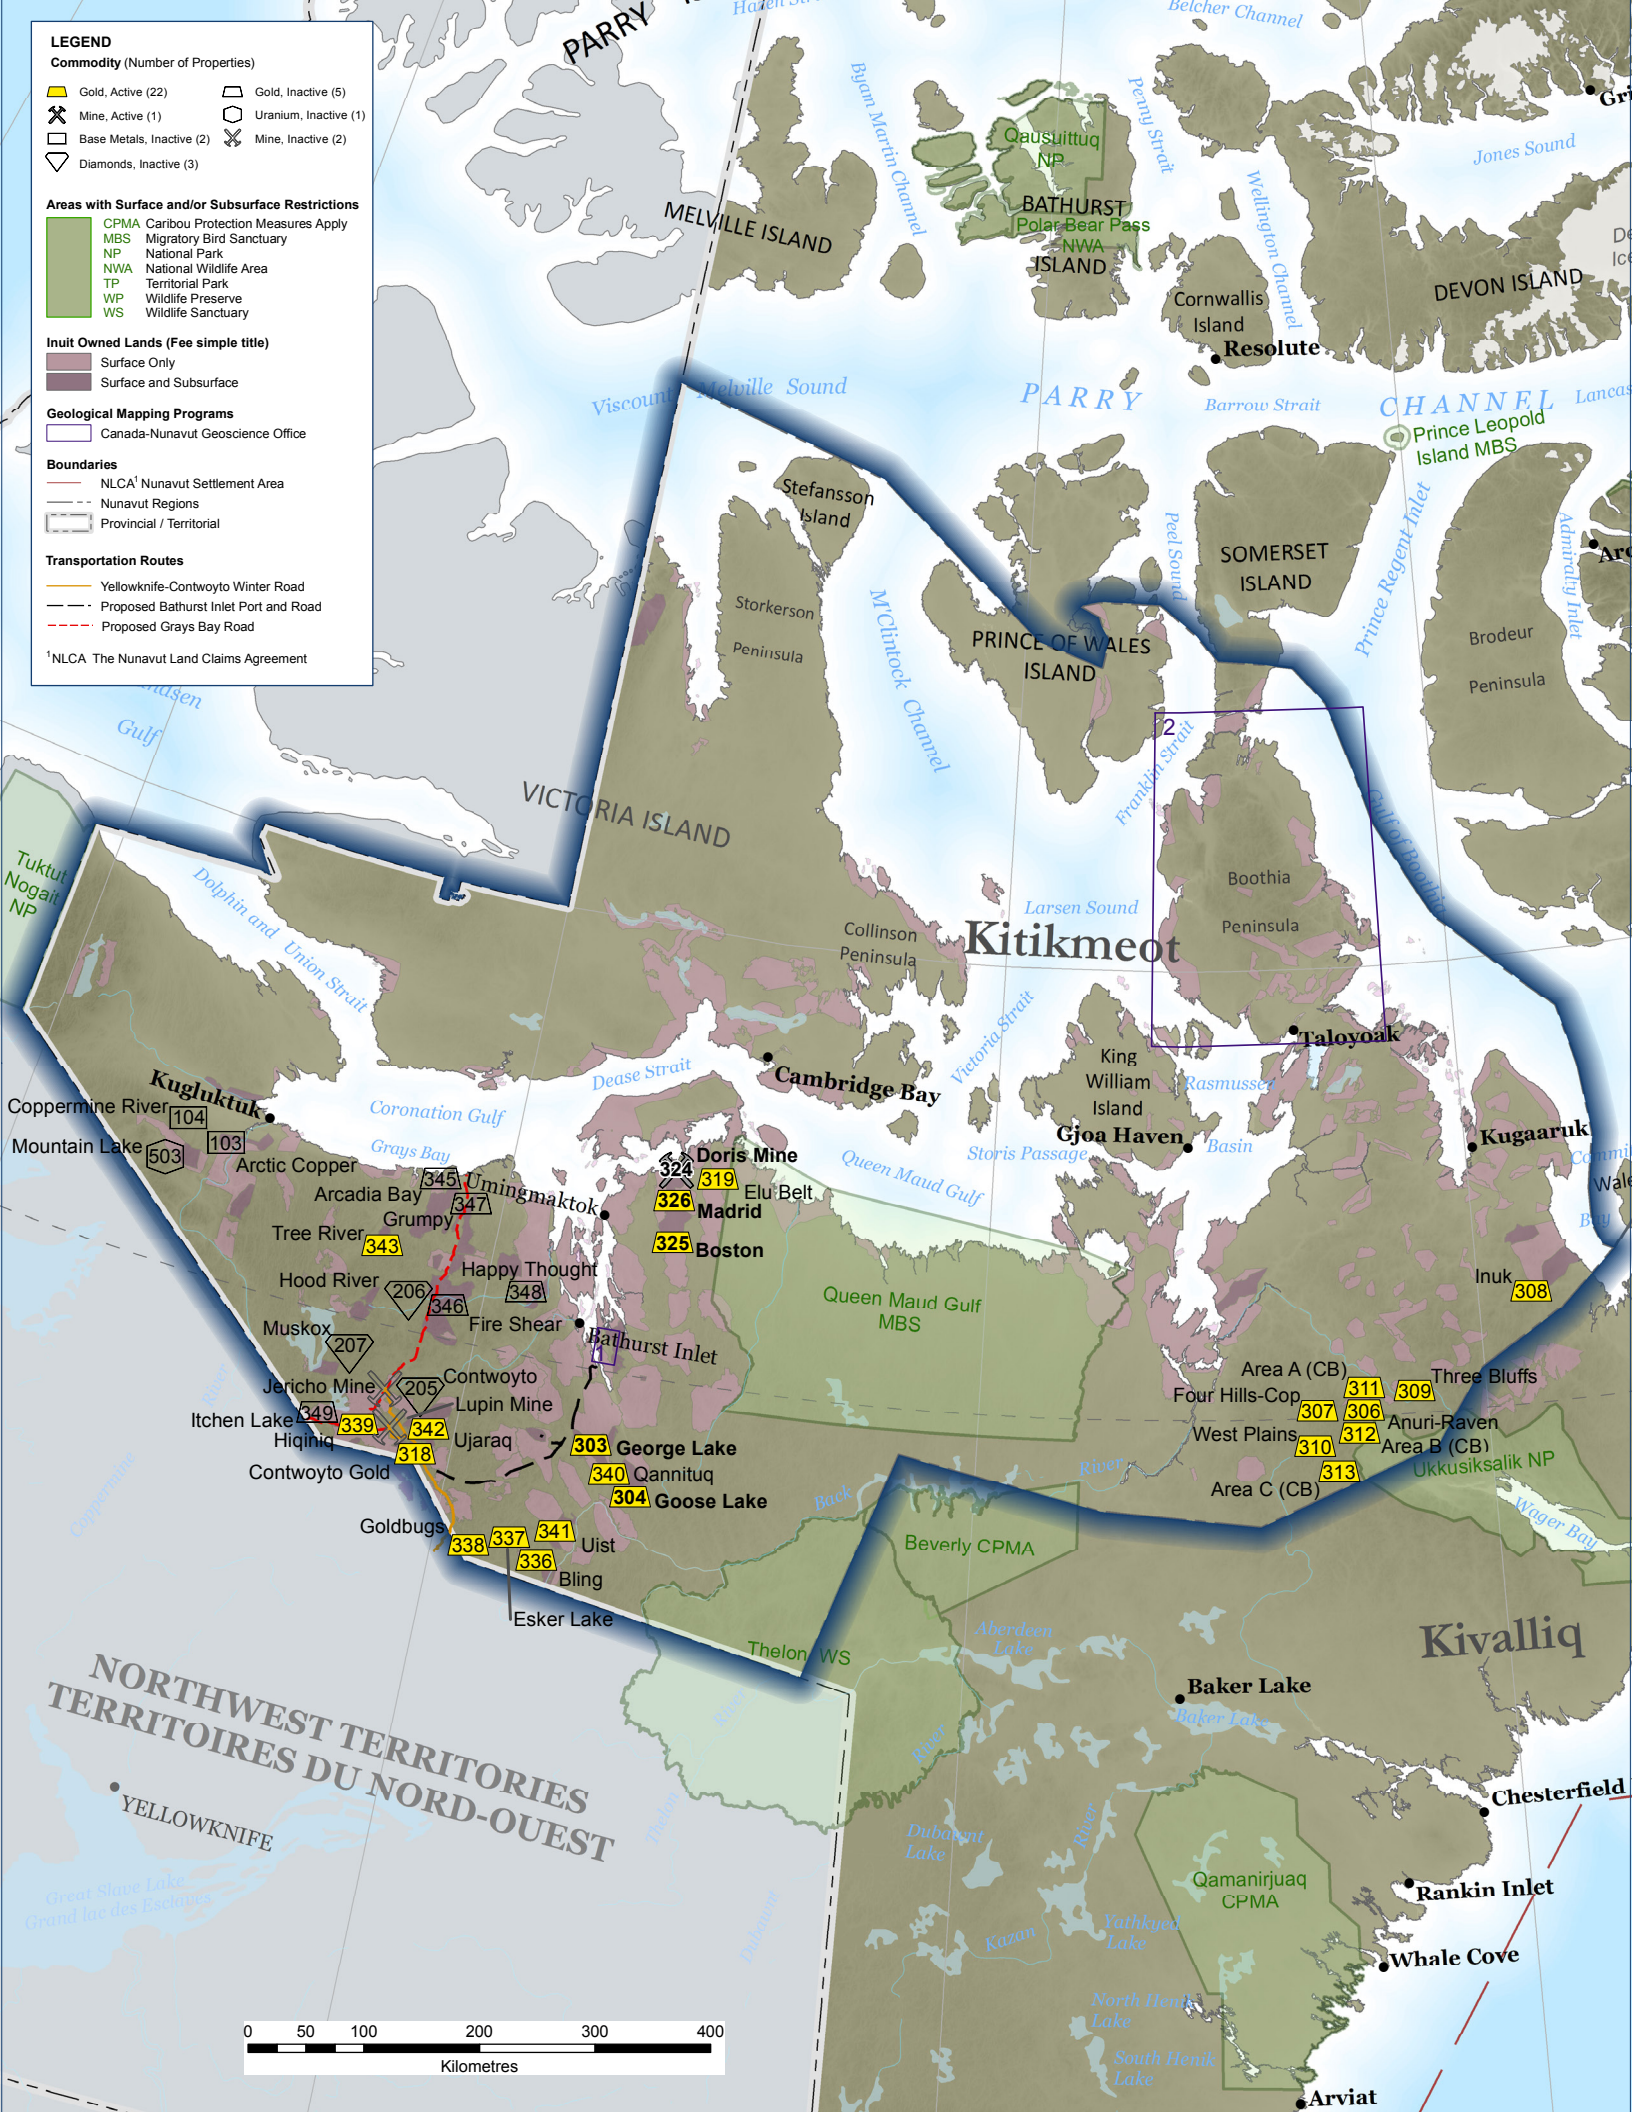 LEGEND
Commodity (Number of Properties)
Gold, Active (22)
Gold, Inactive (5)
Mine, Active (1)
Uranium, Inactive (1)
Base Metals, Inactive (2)
Mine, Inactive (2)
Diamonds, Inactive (3)
Areas with Surface and/or Subsurface Restrictions
CPMA Caribou Protection Measures Apply
MBS Migratory Bird Sanctuary
NP National Park
NWA National Wildlife Area
TP Territorial Park
WP Wildlife Preserve
WS Wildlife Sanctuary
Inuit Owned Lands (Fee simple title)
Surface Only
Surface and Subsurface
Geological Mapping Programs
Canada-Nunavut Geoscience Office
Boundaries
NLCA¹ Nunavut Settlement Area
Nunavut Regions
Provincial / Territorial
Transportation Routes
Yellowknife-Contwoyto Winter Road
Proposed Bathurst Inlet Port and Road
Proposed Grays Bay Road
¹NLCA The Nunavut Land Claims Agreement
PARRY
Belcher Channel
Byam Martin Channel
Penny Strait
Qausuittuq
NP
BATHURST
Polar Bear Pass
NWA
ISLAND
MELVILLE ISLAND
Wellington Channel
Jones Sound
Cornwallis
Island
Resolute
DEVON ISLAND
Viscount Melville Sound
PARRY
Barrow Strait
CHANNEL
Prince Leopold
Island MBS
Stefansson
Island
Peel Sound
SOMERSET
ISLAND
Prince Regent Inlet
Admiralty Inlet
Storkerson
Peninsula
M'Clintock Channel
PRINCE OF WALES
ISLAND
Brodeur
Peninsula
Gulf
2
Franklin Strait
VICTORIA ISLAND
Gulf of Boothia
Tuktut
Nogait
NP
Dolphin and Union Strait
Boothia
Peninsula
Larsen Sound
Collinson
Peninsula
Kitikmeot
Victoria Strait
Taloyoak
King
William
Island
Rasmussen
Basin
Gjoa Haven
Kugaaruk
Dease Strait
Cambridge Bay
Kugluktuk
Coronation Gulf
Grays Bay
Coppermine River
104
Mountain Lake
503
103
Arctic Copper
Storis Passage
Queen Maud Gulf
Doris Mine
324
319
Elu Belt
326
Madrid
325
Boston
345
Arcadia Bay
Umingmaktok
347
Grumpy
Tree River
343
Hood River
206
Happy Thought
348
346
Fire Shear
Muskox
207
Bathurst Inlet
1
Queen Maud Gulf
MBS
Inuk
308
Bay
Jericho Mine
205
Contwoyto
Lupin Mine
Itchen Lake
349
339
342
Hiqiniq
Ujaraq
318
Contwoyto Gold
303
George Lake
340
Qannituq
304
Goose Lake
Area A (CB)
311
309
Three Bluffs
Four Hills-Cop
307
306
Anuri-Raven
West Plains
310
312
Area B (CB)
Area C (CB)
313
Ukkusiksalik NP
Wager Bay
River
Coppermine
Back
River
Goldbugs
338
337
341
Uist
336
Bling
Esker Lake
Beverly CPMA
Aberdeen
Lake
Thelon WS
Kivalliq
Baker Lake
Baker Lake
River
River
NORTHWEST TERRITORIES
TERRITOIRES DU NORD-OUEST
YELLOWKNIFE
Great Slave Lake
Grand lac des Esclaves
Thelon
Dubawnt
Dubawnt
Lake
River
Chesterfield
Qamanirjuaq
CPMA
Rankin Inlet
Kazan
Yathkyed
Lake
Whale Cove
North Henik
Lake
South Henik
Lake
Arviat
0 50 100 200 300 400
Kilometres